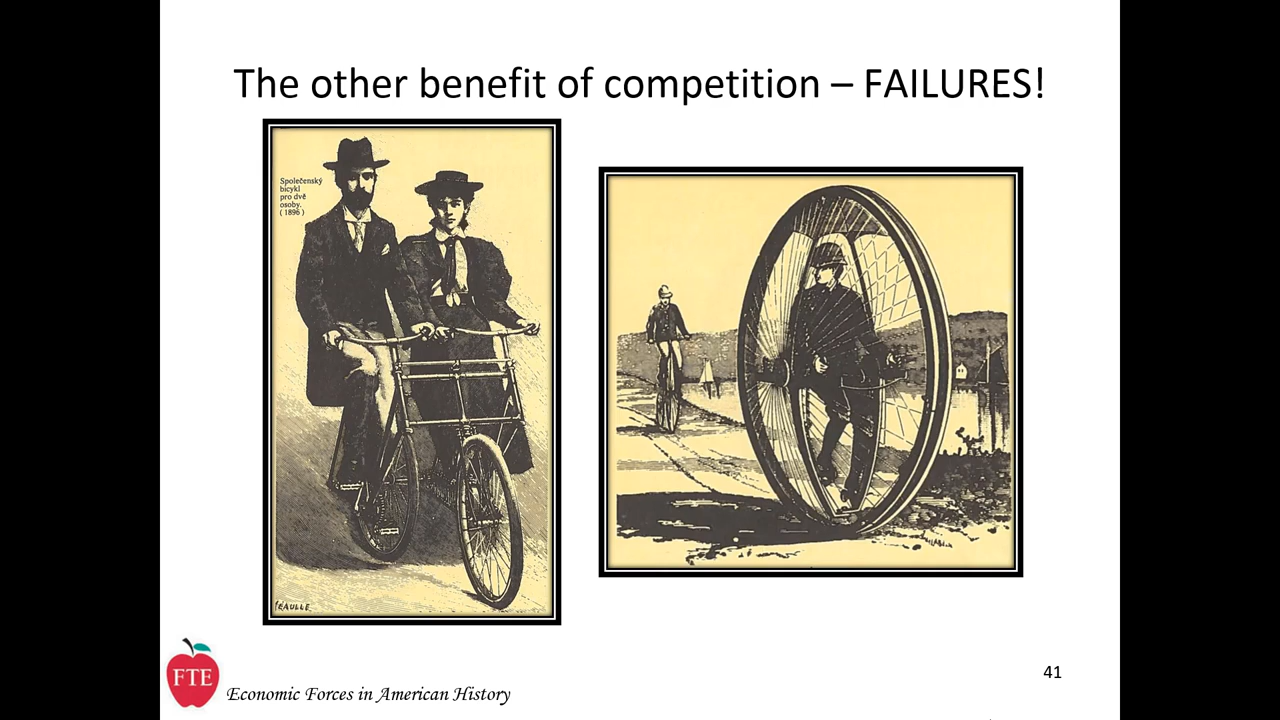 The other benefit of competition – FAILURES!
Společenský
bicykl
pro dvě
osoby.
( 1896 )
FTE
Economic Forces in American History
41